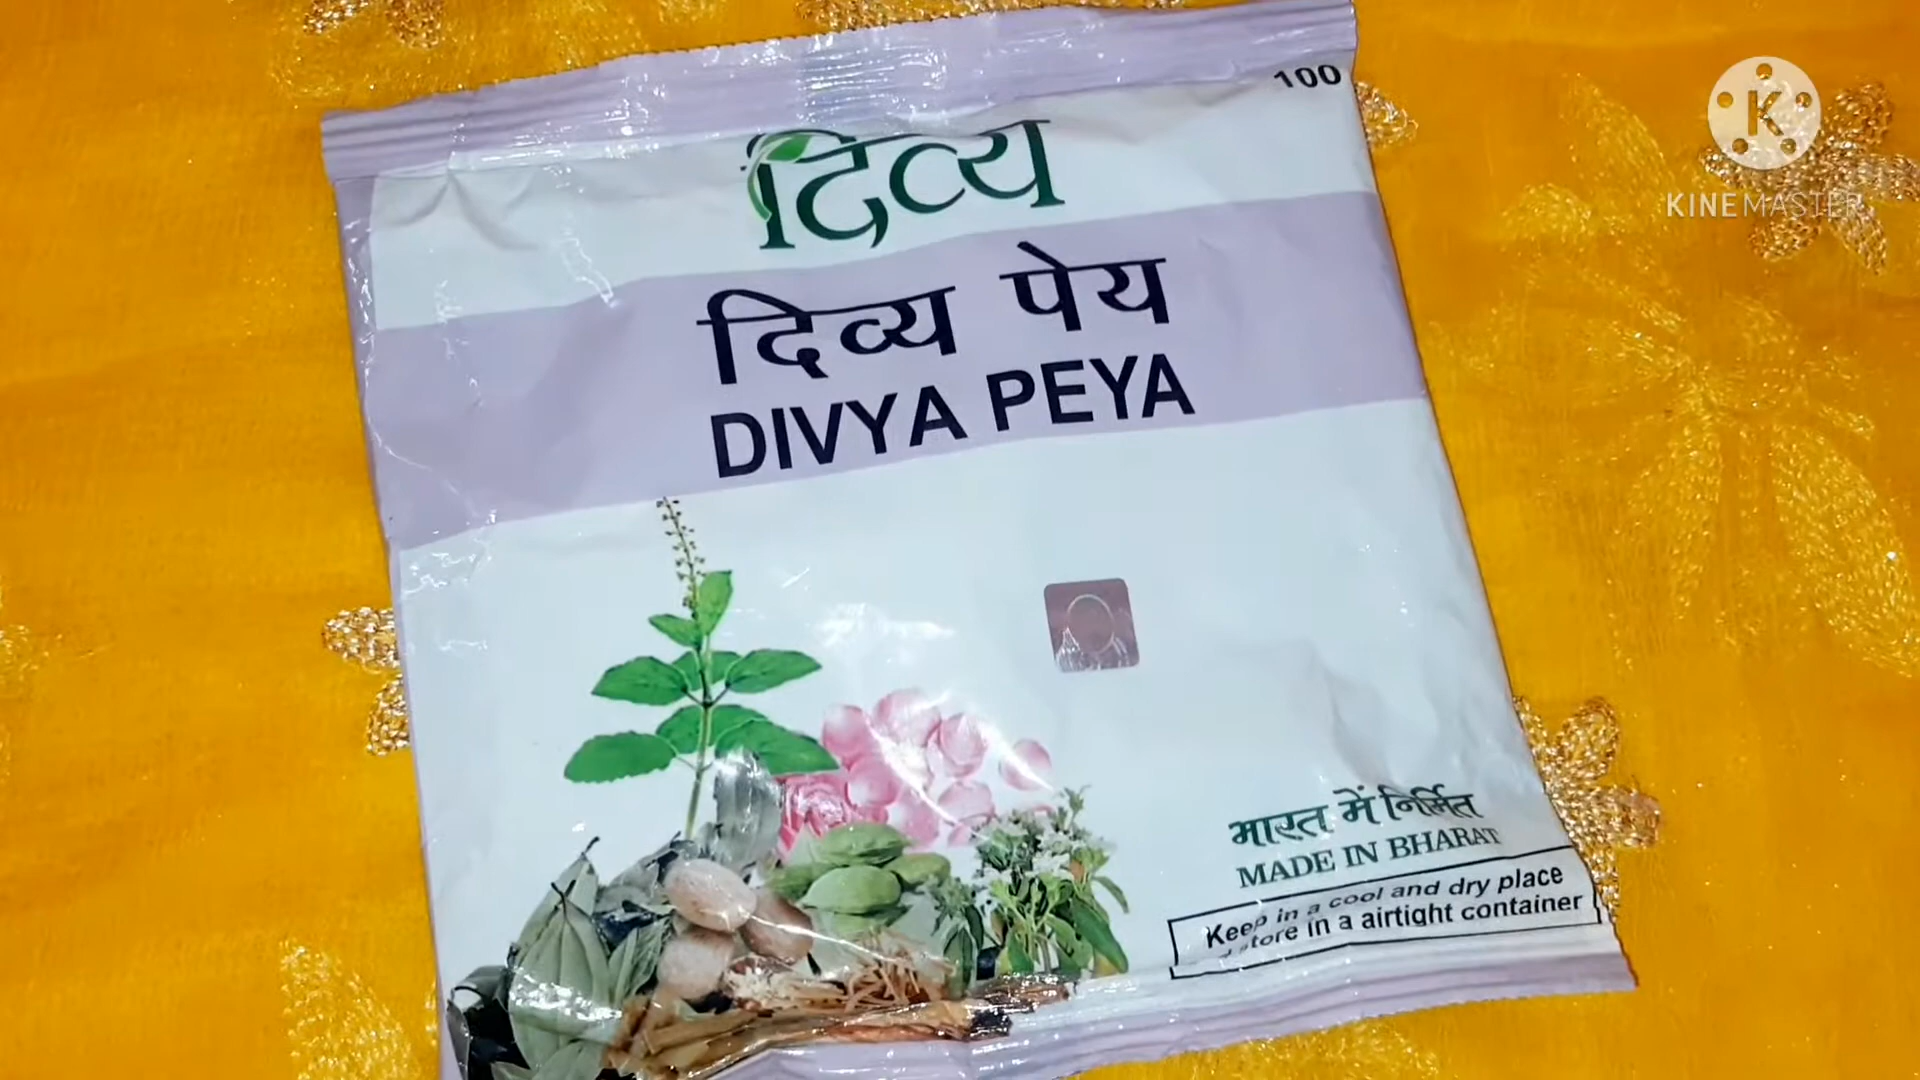 100
दिव्य
दिव्य पेय
DIVYA PEYA
भारत में निर्मित
MADE IN BHARAT
Keep in a cool and dry place
store in a airtight container
K
KINEMASTER